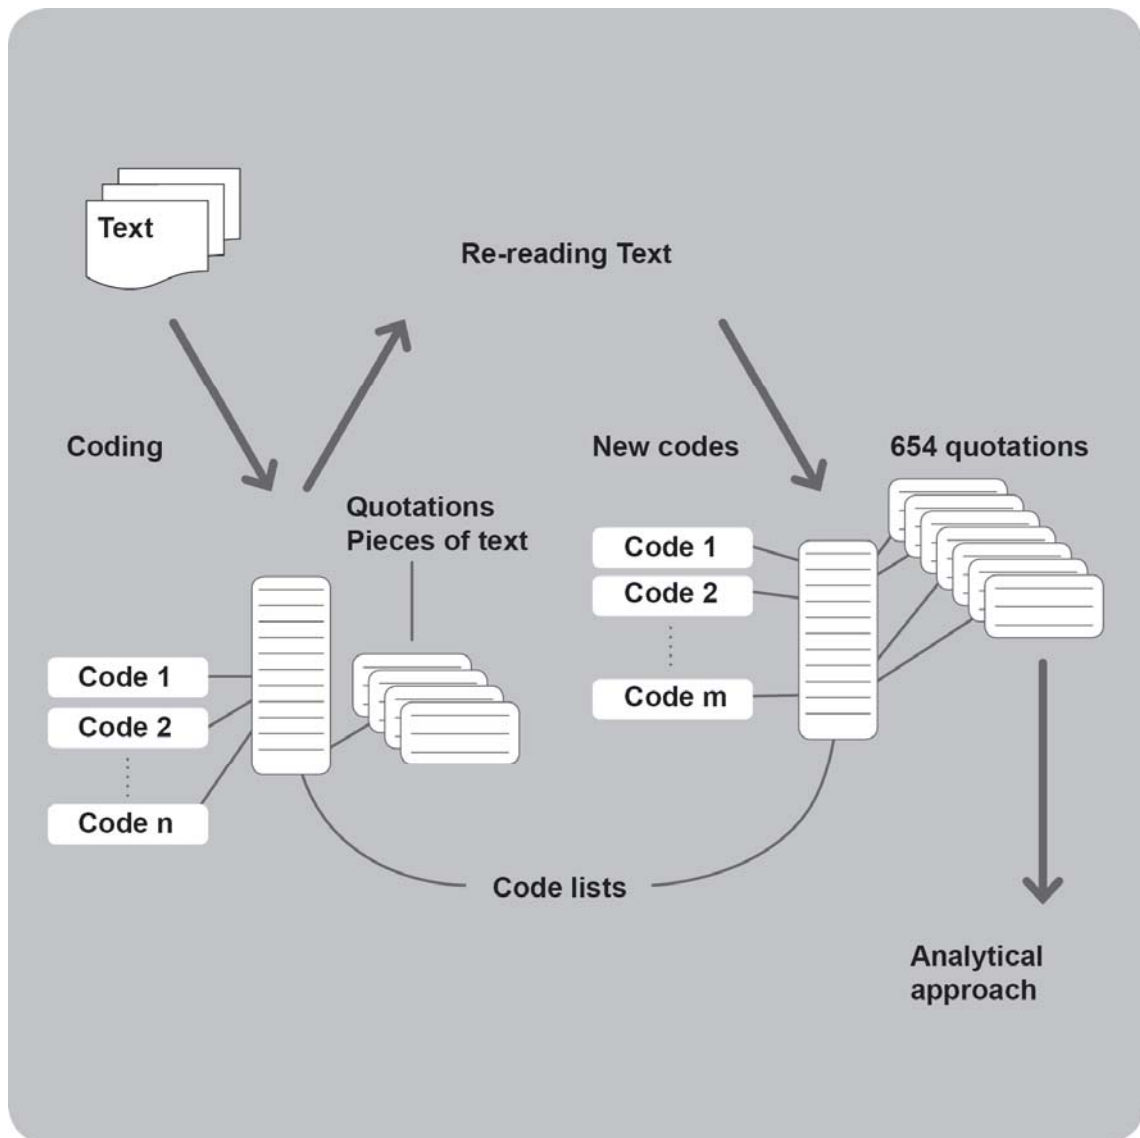 Text
Re-reading Text
Coding
Quotations
Pieces of text
Code 1
Code 2
Code n
New codes
654 quotations
Code 1
Code 2
Code m
Code lists
Analytical
approach